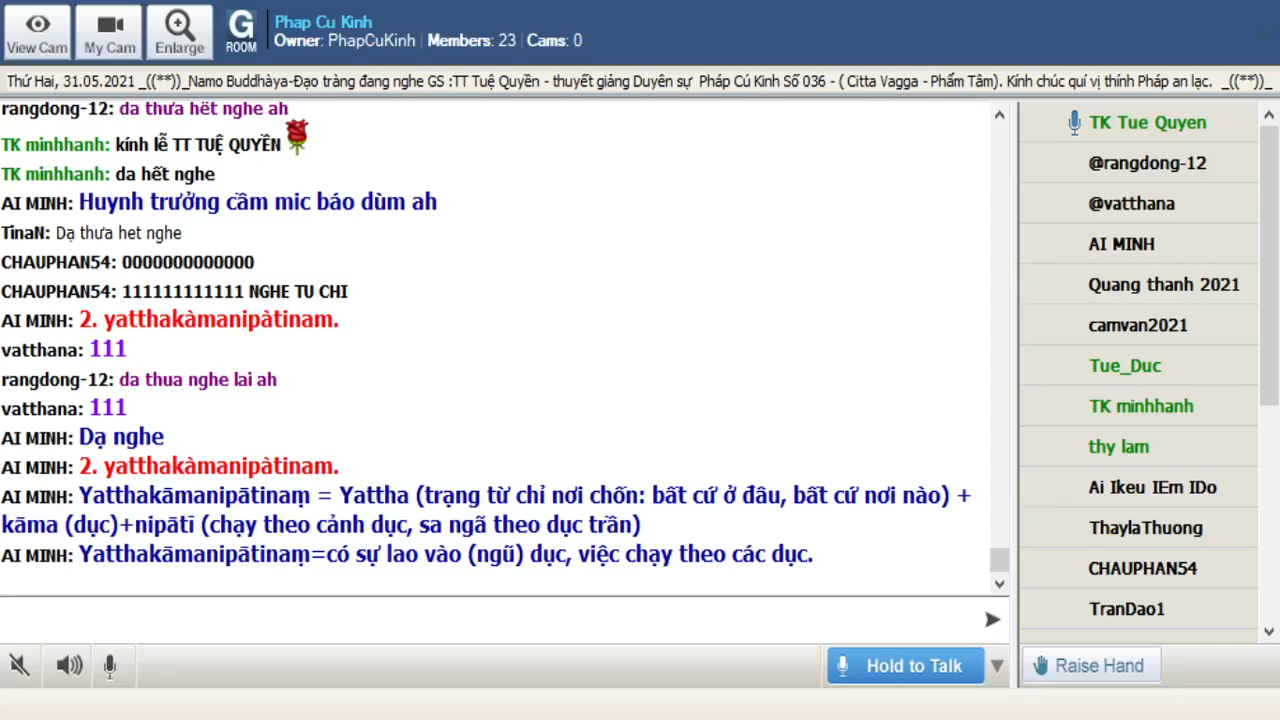 View Cam
My Cam
Enlarge
G
ROOM
Phap Cu Kinh
Owner: PhapCuKinh | Members: 23 | Cams: 0
Thứ Hai, 31.05.2021 _((**))_Namo Buddhàya-Đạo tràng đang nghe GS :TT Tuệ Quyền - thuyết giảng Duyên sự  Pháp Cú Kinh Số 036 - ( Citta Vagga - Phẩm Tâm). Kính chúc quí vị thính Pháp an lạc.  _((**))_
rangdong-12: da thưa hết nghe ah
TK minhhanh: kính lễ TT TUỆ QUYỀN
TK minhhanh: da hết nghe
AI MINH: Huynh trưởng cầm mic báo dùm ah
TinaN: Dạ thưa het nghe
CHAUPHAN54: 0000000000000
CHAUPHAN54: 111111111111 NGHE TU CHI
AI MINH: 2. yatthakàmanipàtinam.
vatthana: 111
rangdong-12: da thua nghe lai ah
vatthana: 111
AI MINH: Dạ nghe
AI MINH: 2. yatthakàmanipàtinam.
AI MINH: Yatthakāmanipātinaṃ = Yattha (trạng từ chỉ nơi chốn: bất cứ ở đâu, bất cứ nơi nào) +
kāma (dục)+nipātī (chạy theo cảnh dục, sa ngã theo dục trần)
AI MINH: Yatthakāmanipātinaṃ=có sự lao vào (ngũ) dục, việc chạy theo các dục.
TK Tue Quyen
@rangdong-12
@vatthana
AI MINH
Quang thanh 2021
camvan2021
Tue_Duc
TK minhhanh
thy lam
Ai Ikeu IEm IDo
ThaylaThuong
CHAUPHAN54
TranDao1
Hold to Talk
Raise Hand